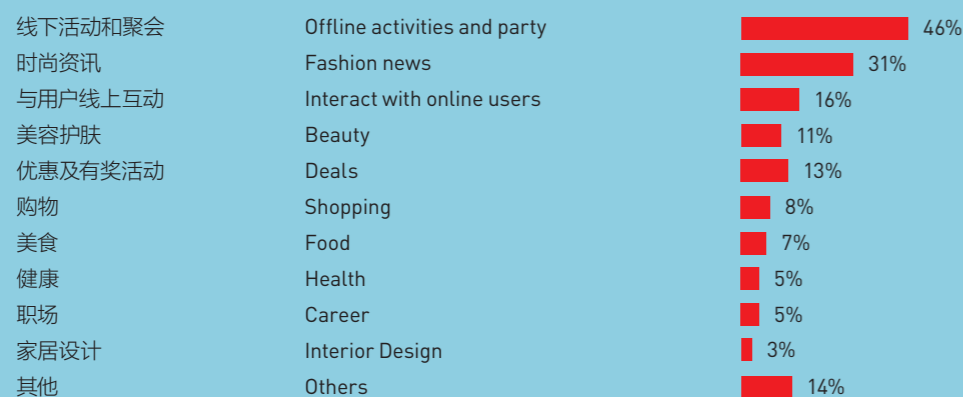 线下活动和聚会 Offline activities and party 46%
时尚资讯 Fashion news 31%
与用户线上互动 Interact with online users 16%
美容护肤 Beauty 11%
优惠及有奖活动 Deals 13%
购物 Shopping 8%
美食 Food 7%
健康 Health 5%
职场 Career 5%
家居设计 Interior Design 3%
其他 Others 14%